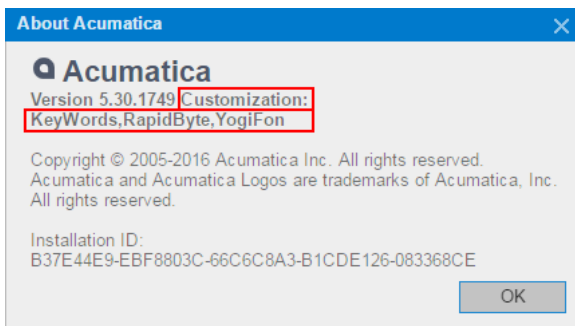 About Acumatica
Acumatica
Version 5.30.1749 Customization:
KeyWords,RapidByte,YogiFon
Copyright © 2005-2016 Acumatica Inc. All rights reserved.
Acumatica and Acumatica Logos are trademarks of Acumatica, Inc.
All rights reserved.
Installation ID:
B37E44E9-EBF8803C-66C6C8A3-B1CDE126-083368CE
OK